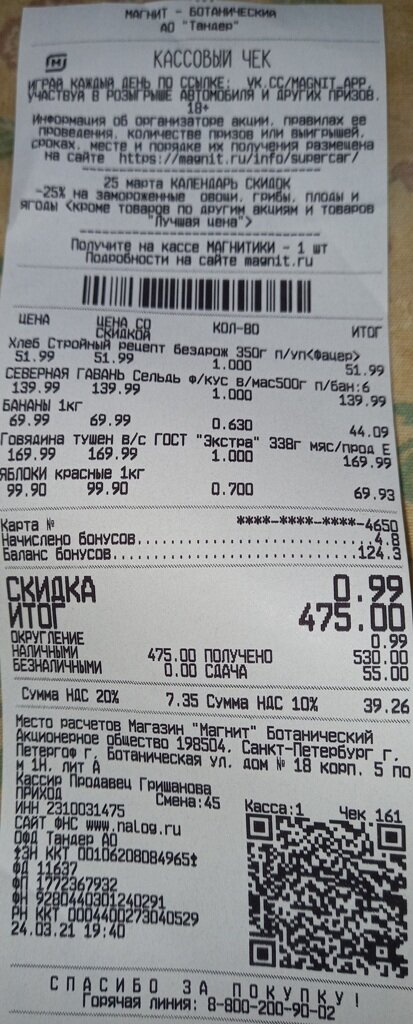 МАГНИТ - БОТАНИЧЕСКИЙ
АО "Тандер"
КАССОВЫЙ ЧЕК
ИГРАЙ КАЖДЫЙ ДЕНЬ ПО ССЫЛКЕ: VK.CC/MAGNIT_APP,
УЧАСТВУЙ В РОЗЫГРЫШЕ АВТОМОБИЛЯ И ДРУГИХ ПРИЗОВ.
18+
Информация об организаторе акции, правилах ее
проведения, количестве призов или выигрышей,
сроках, месте и порядке их получения размещена
на сайте https://magnit.ru/info/supercar/
25 марта КАЛЕНДАРЬ СКИДОК
-25% на замороженные овощи, грибы, плоды и
ягоды <кроме товаров по другим акциям и товаров
"Лучшая цена">
Получите на кассе МАГНИТИКИ - 1 шт
Подробности на сайте magnit.ru
ЦЕНА ЦЕНА СО СКИДКОЙ КОЛ-ВО ИТОГ
Хлеб Стройный рецепт бездрож 350г п/уп<Фацер>
51.99 51.99 1.000 51.99
СЕВЕРНАЯ ГАВАНЬ Сельдь ф/кус в/мас500г п/бан:6
139.99 139.99 1.000 139.99
БАНАНЫ 1кг
69.99 69.99 0.630 44.09
Говядина тушен в/с ГОСТ "Экстра" 338г мяс/прод Е
169.99 169.99 1.000 169.99
ЯБЛОКИ красные 1кг
99.90 99.90 0.700 69.93
Карта № ****-****-****-4650
Начислено бонусов 4.8
Баланс бонусов 124.3
СКИДКА 0.99
ИТОГ 475.00
ОКРУГЛЕНИЕ 0.99
НАЛИЧНЫМИ 475.00 ПОЛУЧЕНО 530.00
БЕЗНАЛИЧНЫМИ 0.00 СДАЧА 55.00
Сумма НДС 20% 7.35 Сумма НДС 10% 39.26
Место расчетов Магазин "Магнит" Ботанический
Акционерное общество 198504, Санкт-Петербург г,
Петергоф г, Ботаническая ул, дом № 18 корп. 5 по
м 1Н, лит А
Кассир Продавец Гришанова
ПРИХОД Смена:45 Касса:1 Чек 161
ИНН 2310031475
САЙТ ФНС www.nalog.ru
ОФД Тандер АО
‡ЗН ККТ 00106208084965‡
ФД 11637
ФП 1772367932
ФН 9280440301240291
РН ККТ 0004400273040529
24.03.21 19:40
СПАСИБО ЗА ПОКУПКУ!
Горячая линия: 8-800-200-90-02